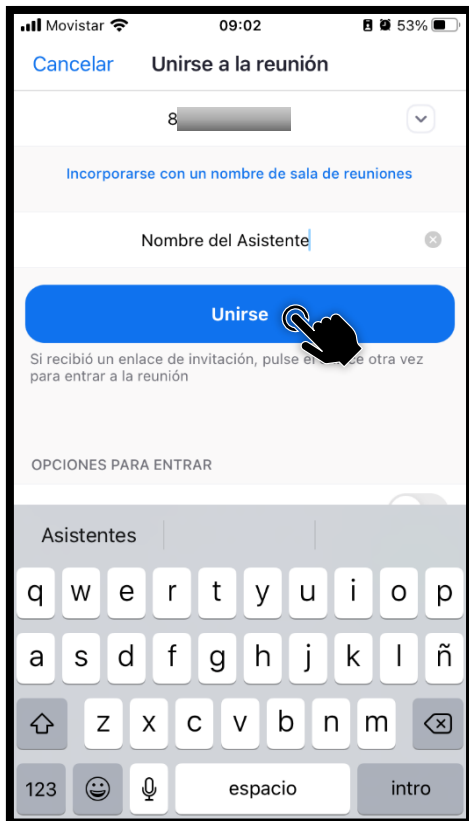 Movistar 09:02 53%
Cancelar Unirse a la reunión
8
Incorporarse con un nombre de sala de reuniones
Nombre del Asistente
Unirse
Si recibió un enlace de invitación, pulse el otra vez
para entrar a la reunión
OPCIONES PARA ENTRAR
Asistentes
q w e r t y u i o p
a s d f g h j k l ñ
z x c v b n m
123 espacio intro